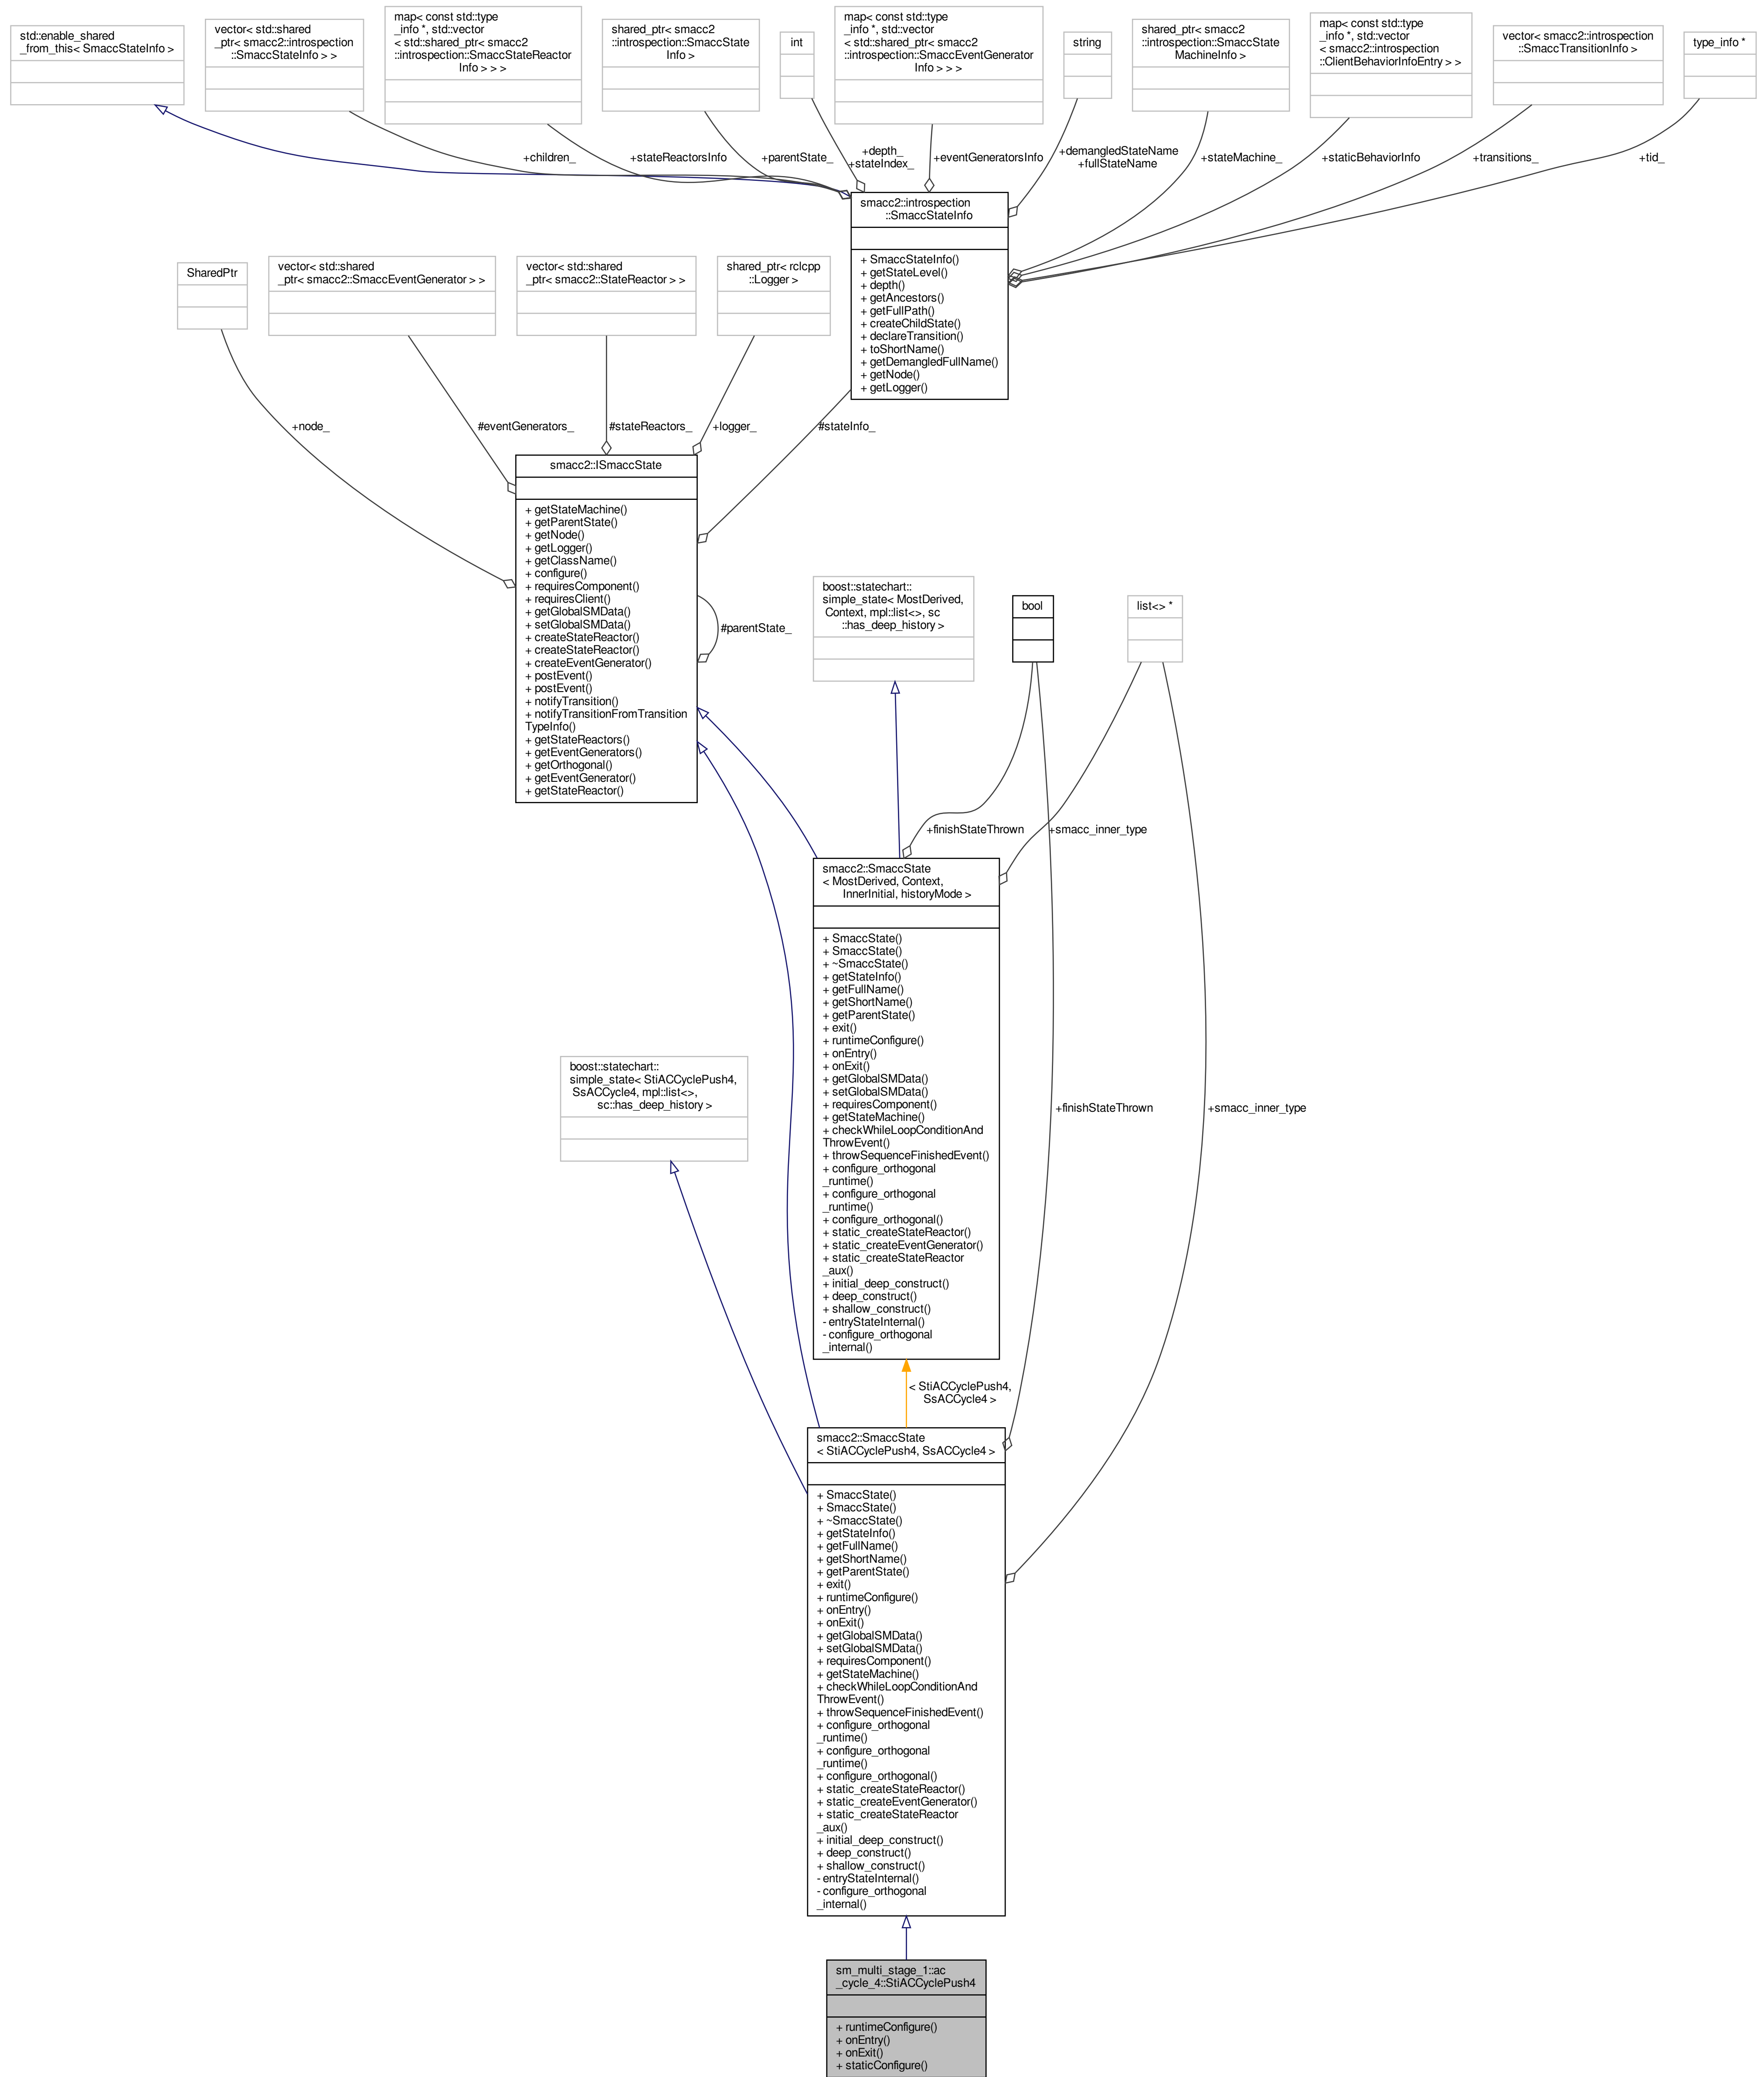 std::enable_shared
_from_this< SmaccStateInfo >
vector< std::shared
_ptr< smacc2::introspection
::SmaccStateInfo > >
map< const std::type
_info *, std::vector
< std::shared_ptr< smacc2
::introspection::SmaccStateReactor
Info > > >
shared_ptr< smacc2
::introspection::SmaccState
Info >
int
map< const std::type
_info *, std::vector
< std::shared_ptr< smacc2
::introspection::SmaccEventGenerator
Info > > >
string
shared_ptr< smacc2
::introspection::SmaccState
MachineInfo >
map< const std::type
_info *, std::vector
< smacc2::introspection
::ClientBehaviorInfoEntry > >
vector< smacc2::introspection
::SmaccTransitionInfo >
type_info *
+children_
+stateReactorsInfo
+parentState_
+depth_
+stateIndex_
+eventGeneratorsInfo
+demangledStateName
+fullStateName
+stateMachine_
+staticBehaviorInfo
+transitions_
+tid_
smacc2::introspection
::SmaccStateInfo
+ SmaccStateInfo()
+ getStateLevel()
+ depth()
+ getAncestors()
+ getFullPath()
+ createChildState()
+ declareTransition()
+ toShortName()
+ getDemangledFullName()
+ getNode()
+ getLogger()
SharedPtr
vector< std::shared
_ptr< smacc2::SmaccEventGenerator > >
vector< std::shared
_ptr< smacc2::StateReactor > >
shared_ptr< rclcpp
::Logger >
+node_
#eventGenerators_
#stateReactors_
+logger_
#stateInfo_
smacc2::ISmaccState
+ getStateMachine()
+ getParentState()
+ getNode()
+ getLogger()
+ getClassName()
+ configure()
+ requiresComponent()
+ requiresClient()
+ getGlobalSMData()
+ setGlobalSMData()
+ createStateReactor()
+ createStateReactor()
+ createEventGenerator()
+ postEvent()
+ postEvent()
+ notifyTransition()
+ notifyTransitionFromTransition
TypeInfo()
+ getStateReactors()
+ getEventGenerators()
+ getOrthogonal()
+ getEventGenerator()
+ getStateReactor()
#parentState_
boost::statechart::
simple_state< MostDerived,
Context, mpl::list<>, sc
::has_deep_history >
bool
list<> *
+finishStateThrown
+smacc_inner_type
smacc2::SmaccState
< MostDerived, Context,
InnerInitial, historyMode >
+ SmaccState()
+ SmaccState()
+ ~SmaccState()
+ getStateInfo()
+ getFullName()
+ getShortName()
+ getParentState()
+ exit()
+ runtimeConfigure()
+ onEntry()
+ onExit()
+ getGlobalSMData()
+ setGlobalSMData()
+ requiresComponent()
+ getStateMachine()
+ checkWhileLoopConditionAnd
ThrowEvent()
+ throwSequenceFinishedEvent()
+ configure_orthogonal
_runtime()
+ configure_orthogonal
_runtime()
+ configure_orthogonal()
+ static_createStateReactor()
+ static_createEventGenerator()
+ static_createStateReactor
_aux()
+ initial_deep_construct()
+ deep_construct()
+ shallow_construct()
- entryStateInternal()
- configure_orthogonal
_internal()
boost::statechart::
simple_state< StiACCyclePush4,
SsACCycle4, mpl::list<>,
sc::has_deep_history >
+finishStateThrown
+smacc_inner_type
< StiACCyclePush4,
SsACCycle4 >
smacc2::SmaccState
< StiACCyclePush4, SsACCycle4 >
+ SmaccState()
+ SmaccState()
+ ~SmaccState()
+ getStateInfo()
+ getFullName()
+ getShortName()
+ getParentState()
+ exit()
+ runtimeConfigure()
+ onEntry()
+ onExit()
+ getGlobalSMData()
+ setGlobalSMData()
+ requiresComponent()
+ getStateMachine()
+ checkWhileLoopConditionAnd
ThrowEvent()
+ throwSequenceFinishedEvent()
+ configure_orthogonal
_runtime()
+ configure_orthogonal
_runtime()
+ configure_orthogonal()
+ static_createStateReactor()
+ static_createEventGenerator()
+ static_createStateReactor
_aux()
+ initial_deep_construct()
+ deep_construct()
+ shallow_construct()
- entryStateInternal()
- configure_orthogonal
_internal()
sm_multi_stage_1::ac
_cycle_4::StiACCyclePush4
+ runtimeConfigure()
+ onEntry()
+ onExit()
+ staticConfigure()